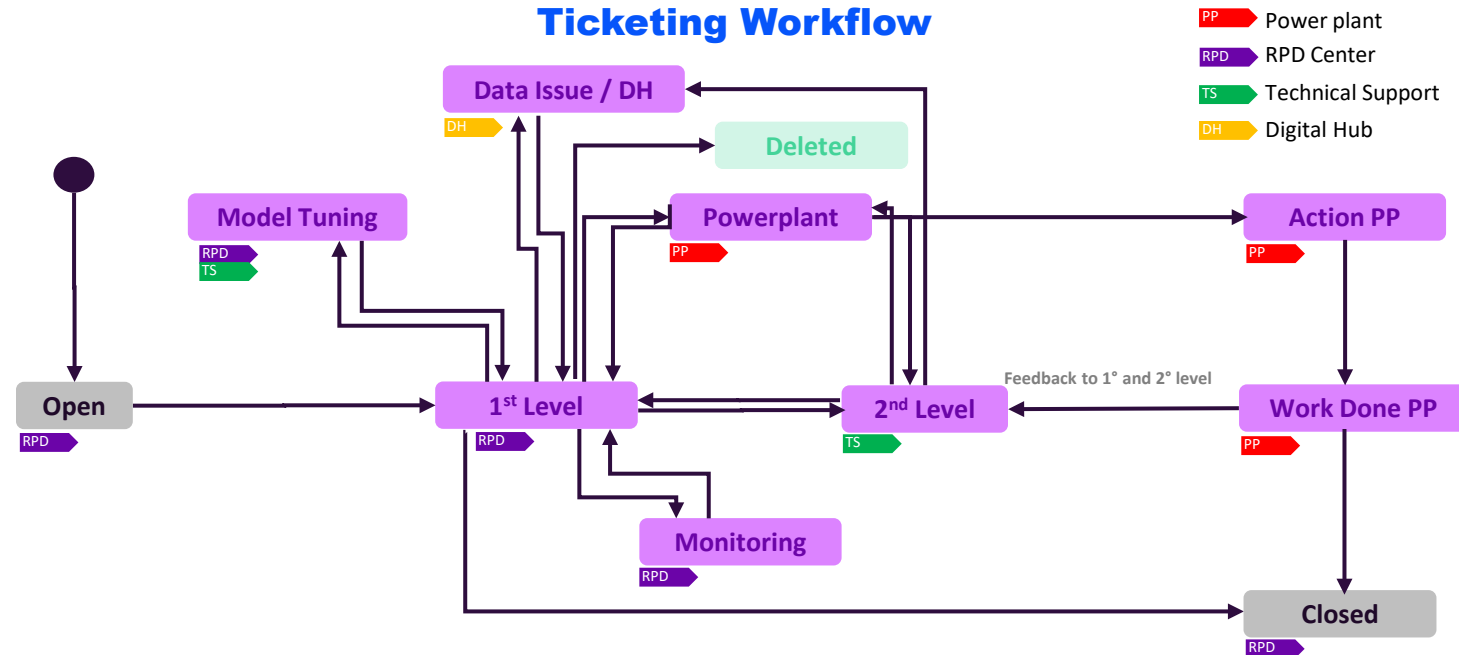 Ticketing Workflow
PP Power plant
RPD RPD Center
TS Technical Support
DH Digital Hub
Data Issue / DH
DH
Deleted
Model Tuning
RPD
TS
Powerplant
PP
Action PP
PP
Open
RPD
1st Level
RPD
2nd Level
TS
Feedback to 1° and 2° level
Work Done PP
PP
Monitoring
RPD
Closed
RPD